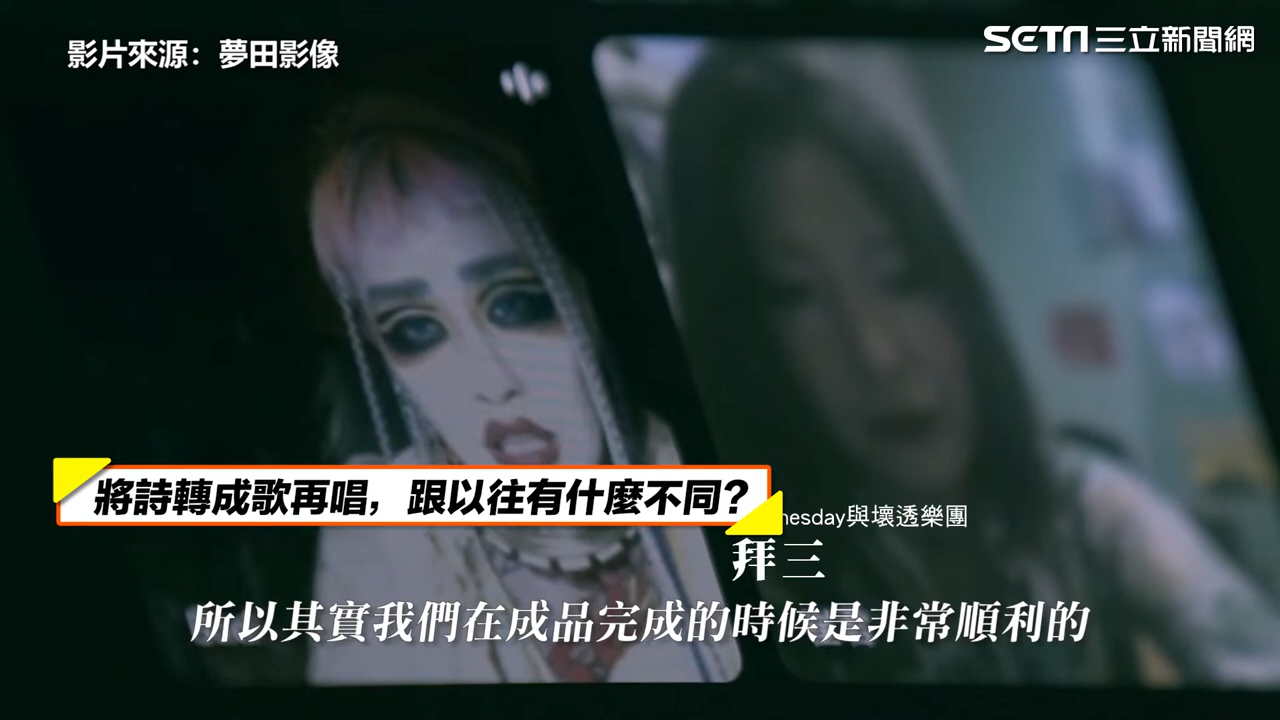 影片來源：夢田影像
SETN三立新聞網
將詩轉成歌再唱，跟以往有什麼不同？
nesday與壞透樂團
拜三
所以其實我們在成品完成的時候是非常順利的